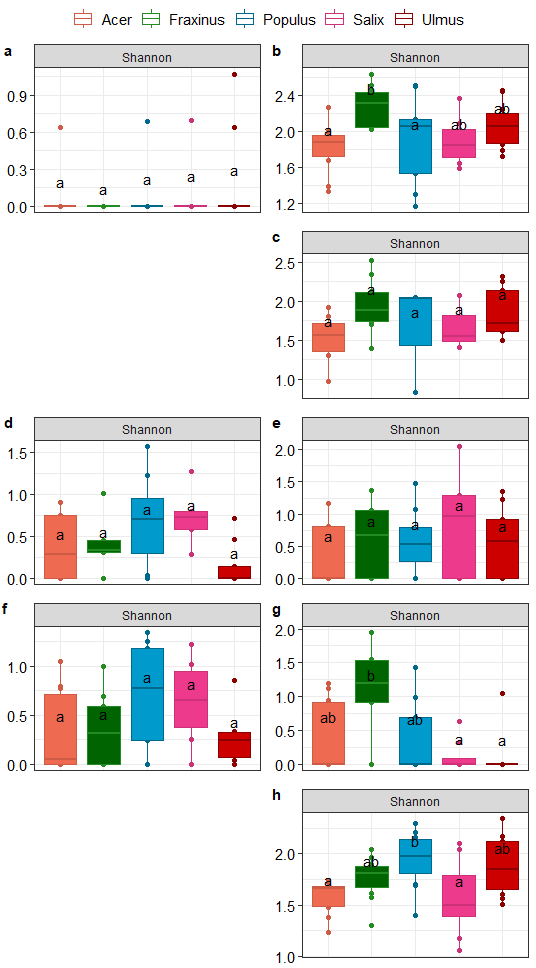 Acer Fraxinus Populus Salix Ulmus
a b
Shannon Shannon
0.9
0.6
0.3
0.0
a a a a a
2.4
2.0
1.6
1.2
a b a ab ab
c
Shannon
2.5
2.0
1.5
1.0
a a a a a
d e
Shannon Shannon
1.5
1.0
0.5
0.0
a a a a a
2.0
1.5
1.0
0.5
0.0
a a a a a
f g
Shannon Shannon
1.0
0.5
0.0
a a a a a
2.0
1.5
1.0
0.5
0.0
ab b ab a a
h
Shannon
2.0
1.5
1.0
a ab b a ab